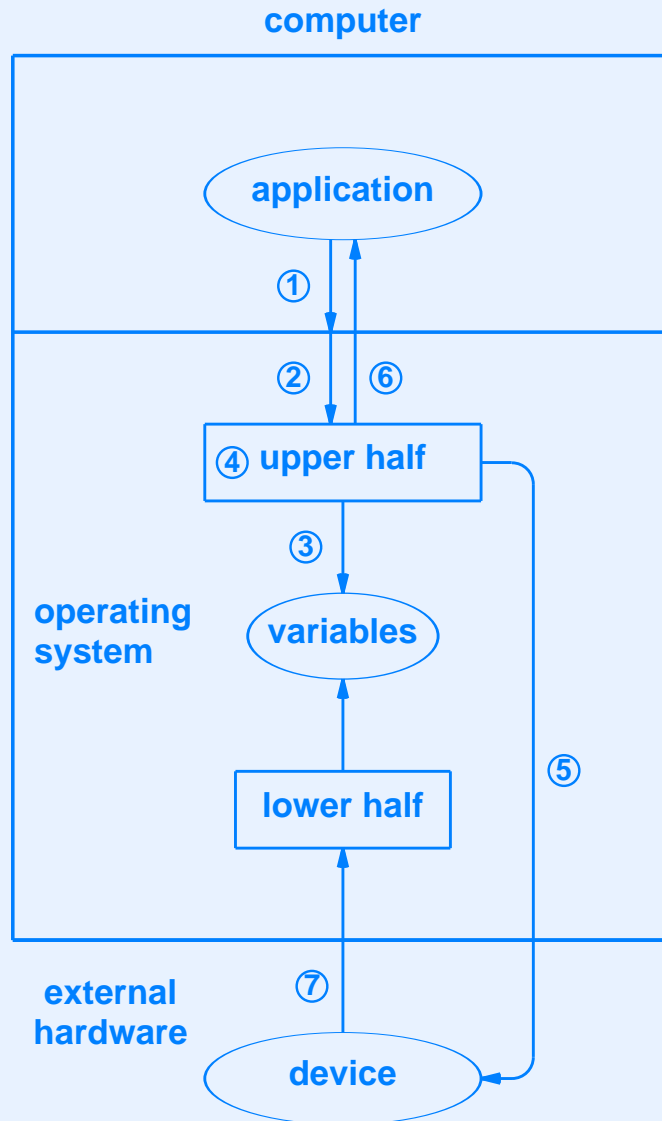 computer
application
①
② ⑥
④ upper half
③
operating
system
variables
⑤
lower half
⑦
external
hardware
device